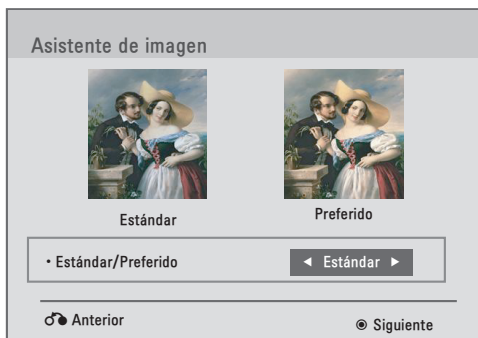 Asistente de imagen
Estándar
Preferido
• Estándar/Preferido
◄ Estándar ►
Anterior
◉ Siguiente